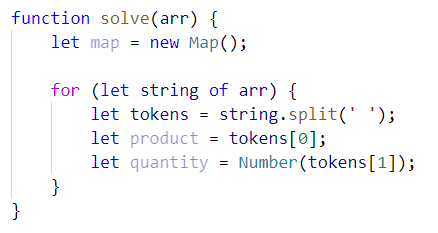 function solve(arr) {
    let map = new Map();

    for (let string of arr) {
        let tokens = string.split(' ');
        let product = tokens[0];
        let quantity = Number(tokens[1]);
    }
}